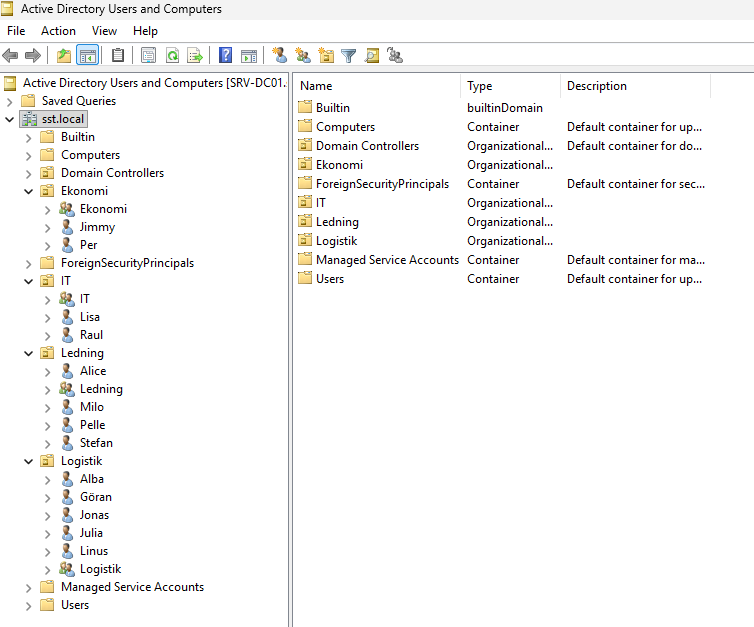 Active Directory Users and Computers
File Action View Help
Active Directory Users and Computers [SRV-DC01.
Saved Queries
sst.local
Builtin
Computers
Domain Controllers
Ekonomi
Ekonomi
Jimmy
Per
ForeignSecurityPrincipals
IT
IT
Lisa
Raul
Ledning
Alice
Ledning
Milo
Pelle
Stefan
Logistik
Alba
Göran
Jonas
Julia
Linus
Logistik
Managed Service Accounts
Users
Name Type Description
Builtin builtinDomain
Computers Container Default container for up...
Domain Controllers Organizational... Default container for do...
Ekonomi Organizational...
ForeignSecurityPrincipals Container Default container for sec...
IT Organizational...
Ledning Organizational...
Logistik Organizational...
Managed Service Accounts Container Default container for ma...
Users Container Default container for up...